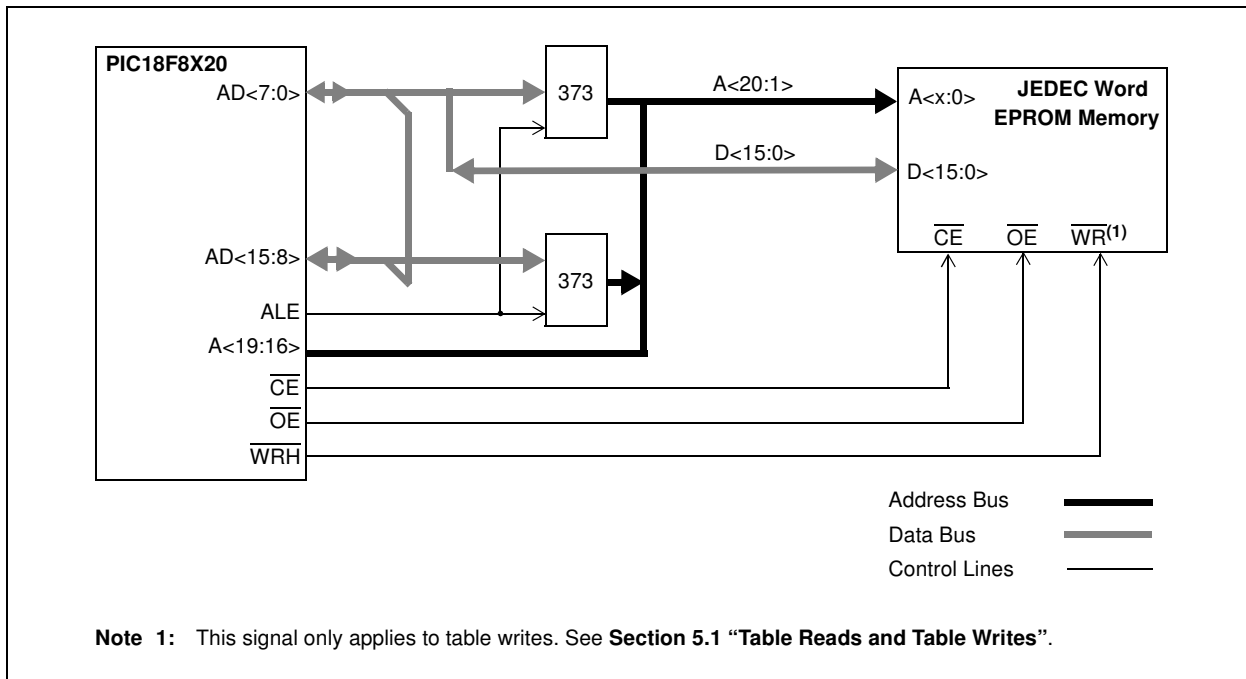 PIC18F8X20
AD<7:0>
373
A<20:1>
A<x:0>
JEDEC Word
EPROM Memory
D<15:0>
D<15:0>
CE
OE
WR(1)
AD<15:8>
373
ALE
A<19:16>
CE
OE
WRH
Address Bus
Data Bus
Control Lines
Note 1: This signal only applies to table writes. See Section 5.1 “Table Reads and Table Writes”.